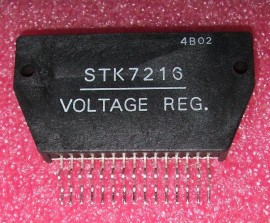 4B02
STK7216
VOLTAGE REG.